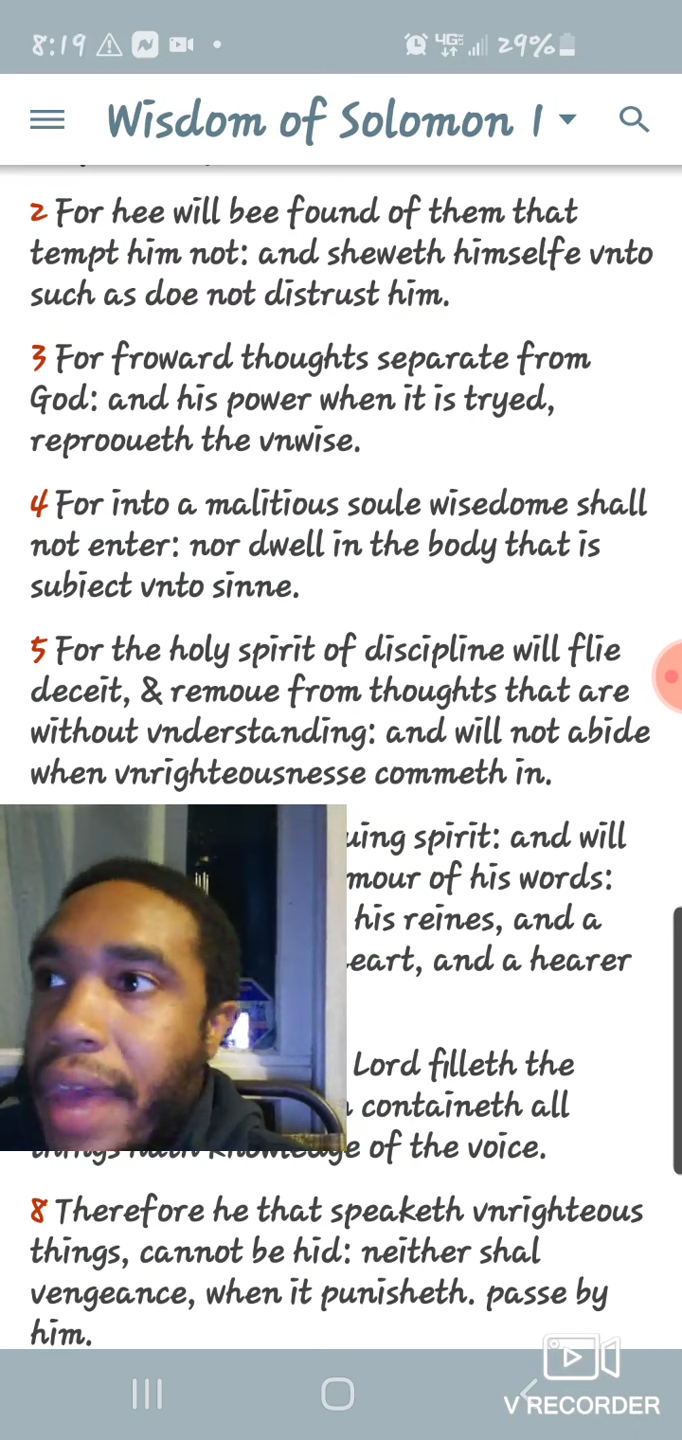 8:19 4GE 29%
Wisdom of Solomon 1
2 For hee will bee found of them that
tempt him not: and sheweth himselfe vnto
such as doe not distrust him.
3 For froward thoughts separate from
God: and his power when it is tryed,
reprooueth the vnwise.
4 For into a malitious soule wisedome shall
not enter: nor dwell in the body that is
subiect vnto sinne.
5 For the holy spirit of discipline will flie
deceit, & remoue from thoughts that are
without vnderstanding: and will not abide
when vnrighteousnesse commeth in.
spirit: and will
of his words:
his reines, and a
and a hearer
Lord filleth the
containeth all
things hath knowledge of the voice.
8 Therefore he that speaketh vnrighteous
things, cannot be hid: neither shal
vengeance, when it punisheth. passe by
him.
V RECORDER